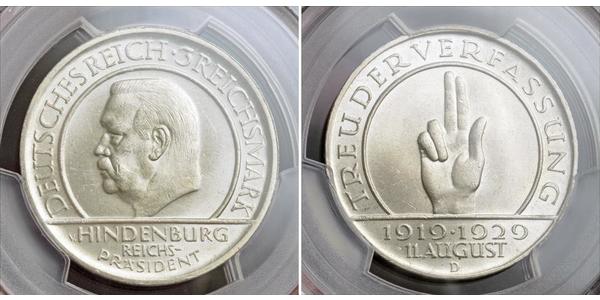 DEUTSCHES REICH · 3 REICHSMARK
v. HINDENBURG
REICHS-
PRÄSIDENT
TREU DER VERFASSUNG
1919 · 1929
11. AUGUST
D